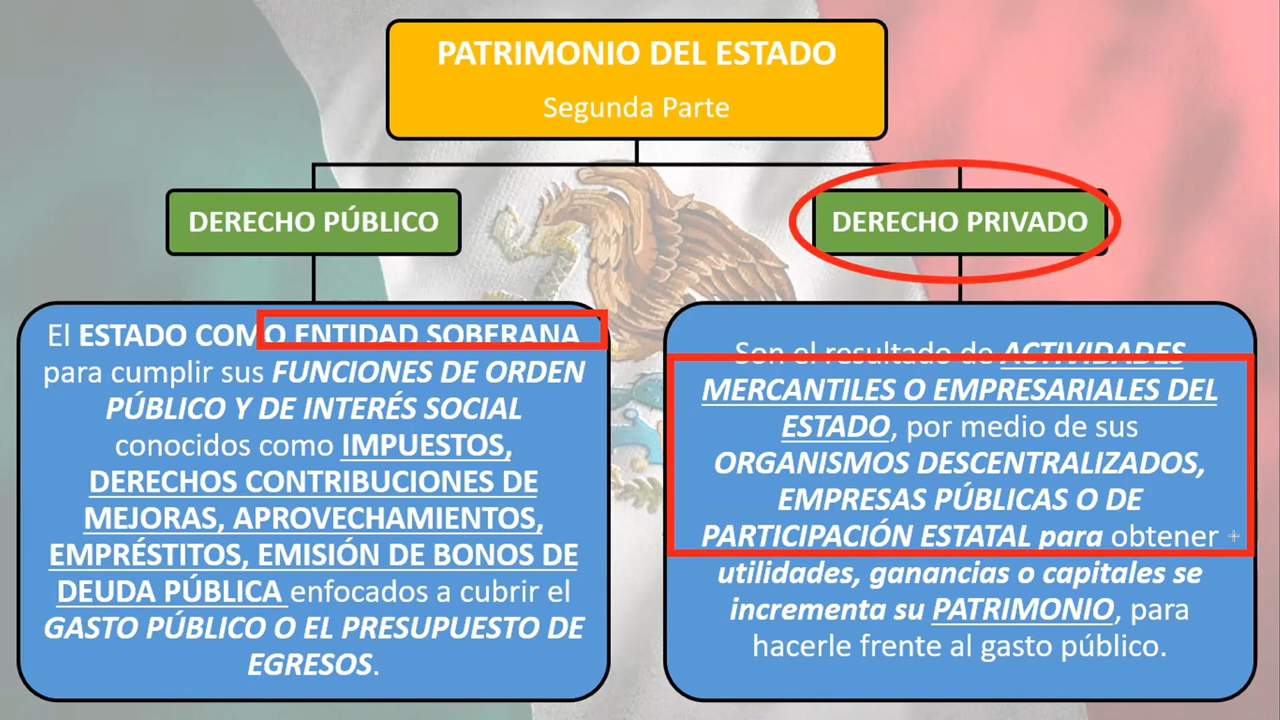 PATRIMONIO DEL ESTADO
Segunda Parte
DERECHO PÚBLICO
DERECHO PRIVADO
El ESTADO COMO ENTIDAD SOBERANA
para cumplir sus FUNCIONES DE ORDEN
PÚBLICO Y DE INTERÉS SOCIAL
conocidos como IMPUESTOS,
DERECHOS CONTRIBUCIONES DE
MEJORAS, APROVECHAMIENTOS,
EMPRÉSTITOS, EMISIÓN DE BONOS DE
DEUDA PÚBLICA enfocados a cubrir el
GASTO PÚBLICO O EL PRESUPUESTO DE
EGRESOS.
Son el resultado de ACTIVIDADES
MERCANTILES O EMPRESARIALES DEL
ESTADO, por medio de sus
ORGANISMOS DESCENTRALIZADOS,
EMPRESAS PÚBLICAS O DE
PARTICIPACIÓN ESTATAL para obtener
utilidades, ganancias o capitales se
incrementa su PATRIMONIO, para
hacerle frente al gasto público.